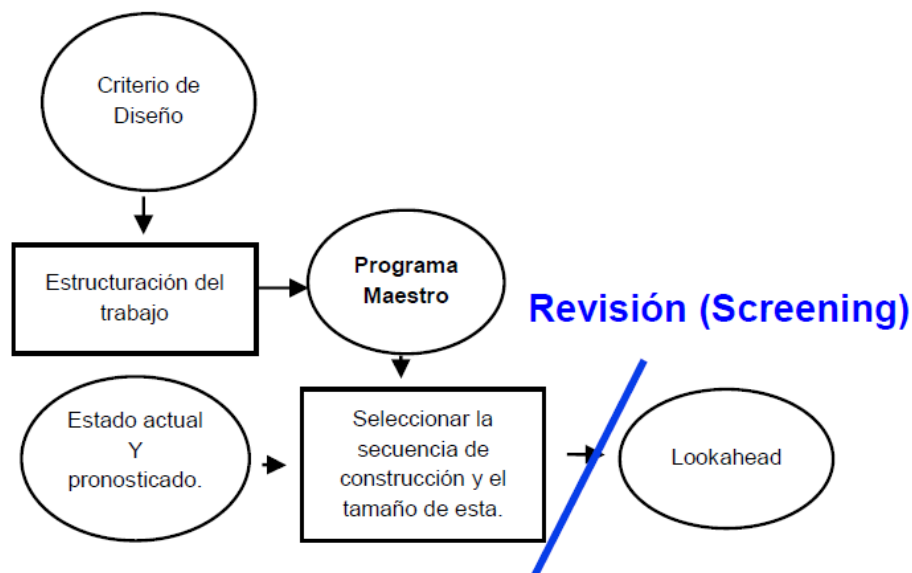 Criterio de
Diseño
Estructuración del
trabajo
Programa
Maestro
Revisión (Screening)
Estado actual
Y
pronosticado.
Seleccionar la
secuencia de
construcción y el
tamaño de esta.
Lookahead